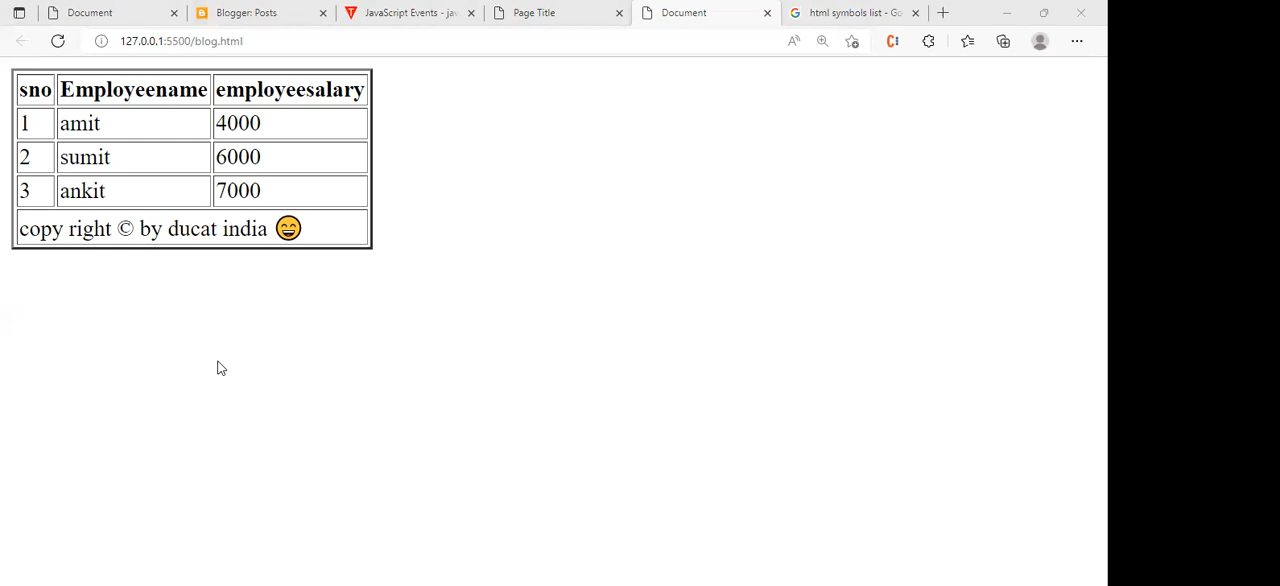 Document
Blogger: Posts
JavaScript Events - jav
Page Title
Document
html symbols list - Go
127.0.0.1:5500/blog.html
sno Employeename employeesalary
1 amit 4000
2 sumit 6000
3 ankit 7000
copy right © by ducat india 😄